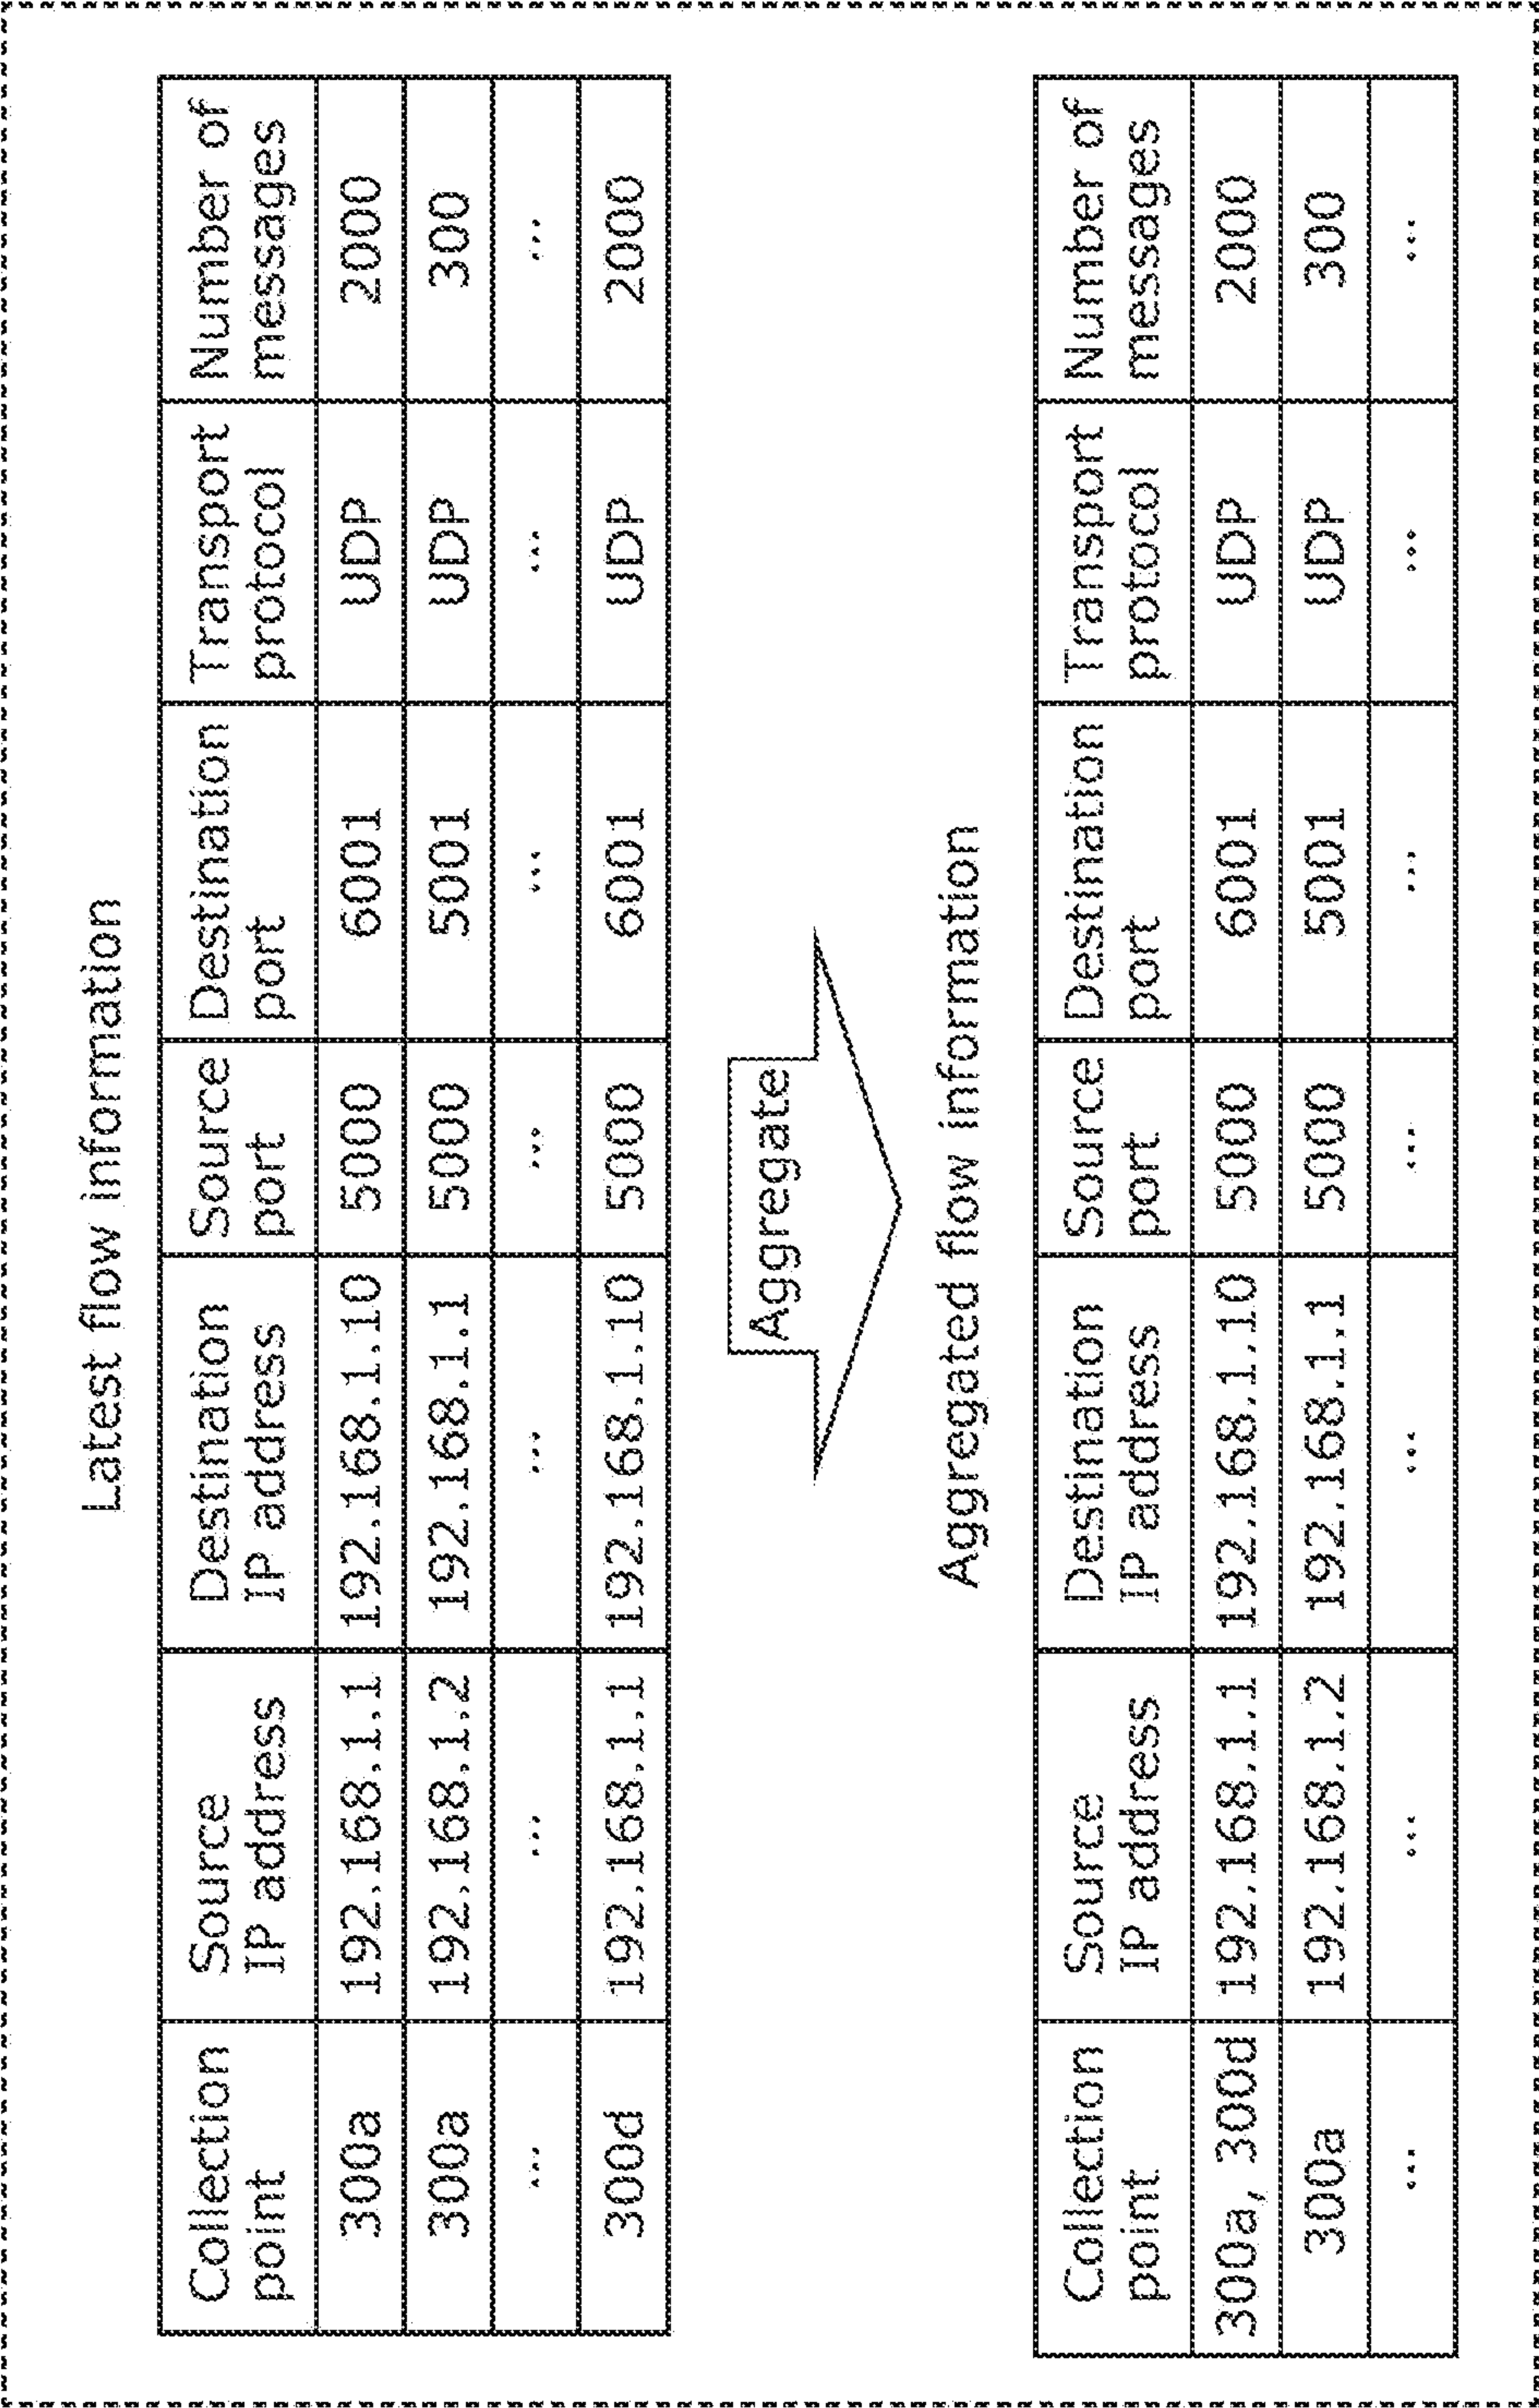 Latest flow information
Collection point Source IP address Destination IP address Source port Destination port Transport protocol Number of messages
300a 192.168.1.1 192.168.1.10 5000 6001 UDP 2000
300a 192.168.1.2 192.168.1.1 5000 5001 UDP 300
... ... ... ... ... ... ...
300d 192.168.1.1 192.168.1.10 5000 6001 UDP 2000
Aggregate
Aggregated flow information
Collection point Source IP address Destination IP address Source port Destination port Transport protocol Number of messages
300a, 300d 192.168.1.1 192.168.1.10 5000 6001 UDP 2000
300a 192.168.1.2 192.168.1.1 5000 5001 UDP 300
... ... ... ... ... ... ...